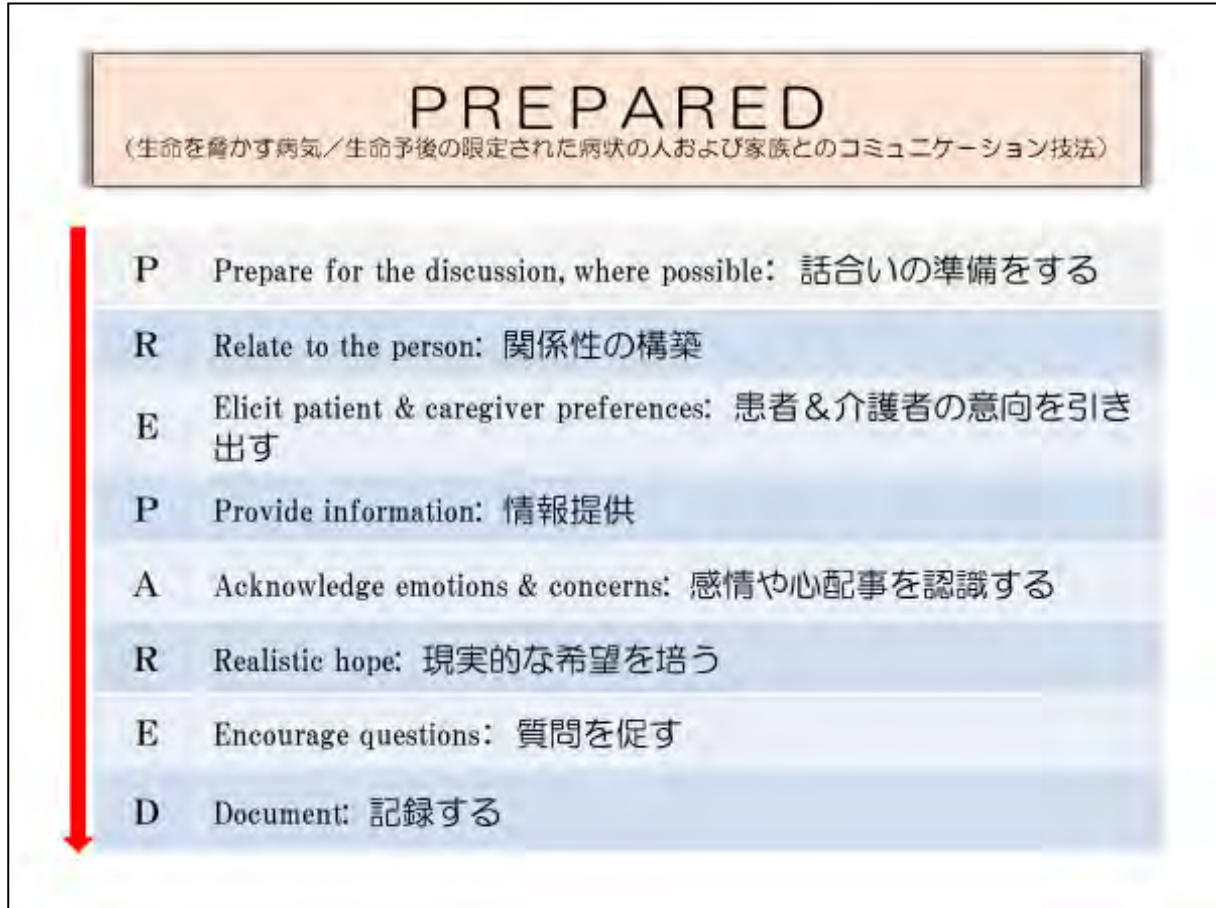 PREPARED
（生命を脅かす病気／生命予後の限定された病状の人および家族とのコミュニケーション技法）
P Prepare for the discussion, where possible： 話合いの準備をする
R Relate to the person: 関係性の構築
E Elicit patient & caregiver preferences: 患者＆介護者の意向を引き
出す
P Provide information: 情報提供
A Acknowledge emotions & concerns: 感情や心配事を認識する
R Realistic hope: 現実的な希望を培う
E Encourage questions： 質問を促す
D Document: 記録する